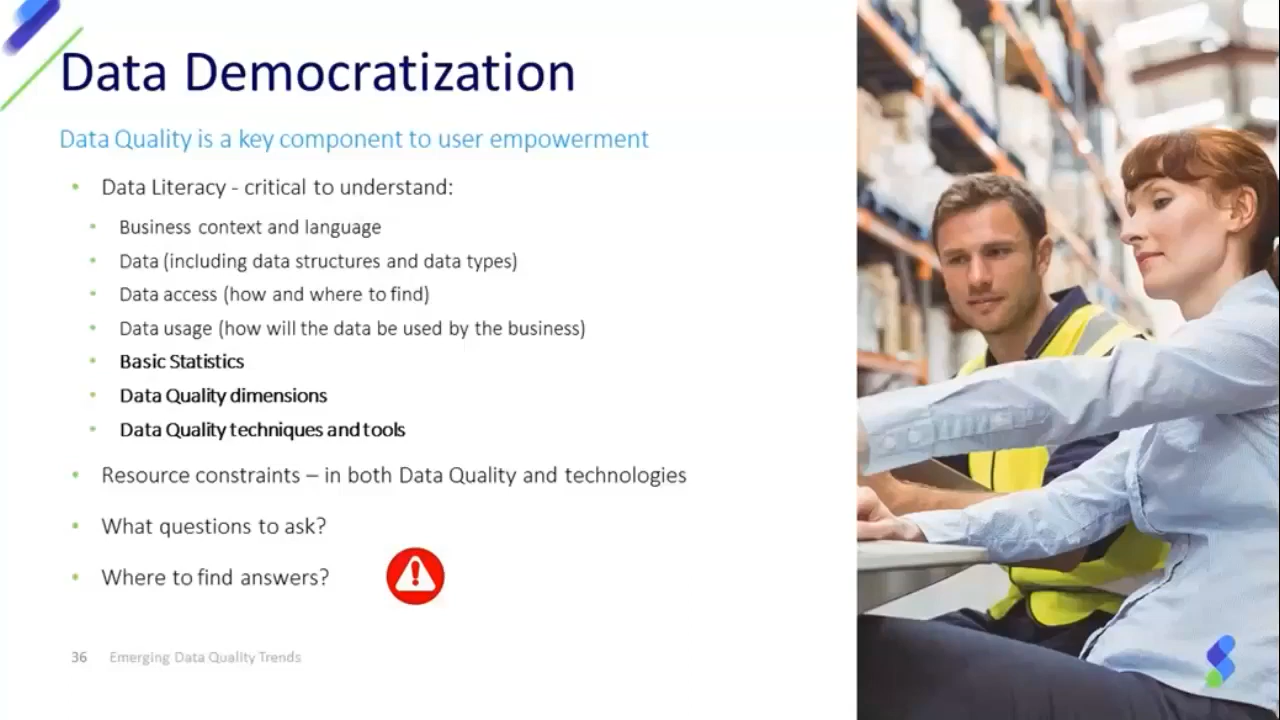 Data Democratization
Data Quality is a key component to user empowerment
• Data Literacy - critical to understand:
• Business context and language
• Data (including data structures and data types)
• Data access (how and where to find)
• Data usage (how will the data be used by the business)
• Basic Statistics
• Data Quality dimensions
• Data Quality techniques and tools
• Resource constraints – in both Data Quality and technologies
• What questions to ask?
• Where to find answers?
36 Emerging Data Quality Trends